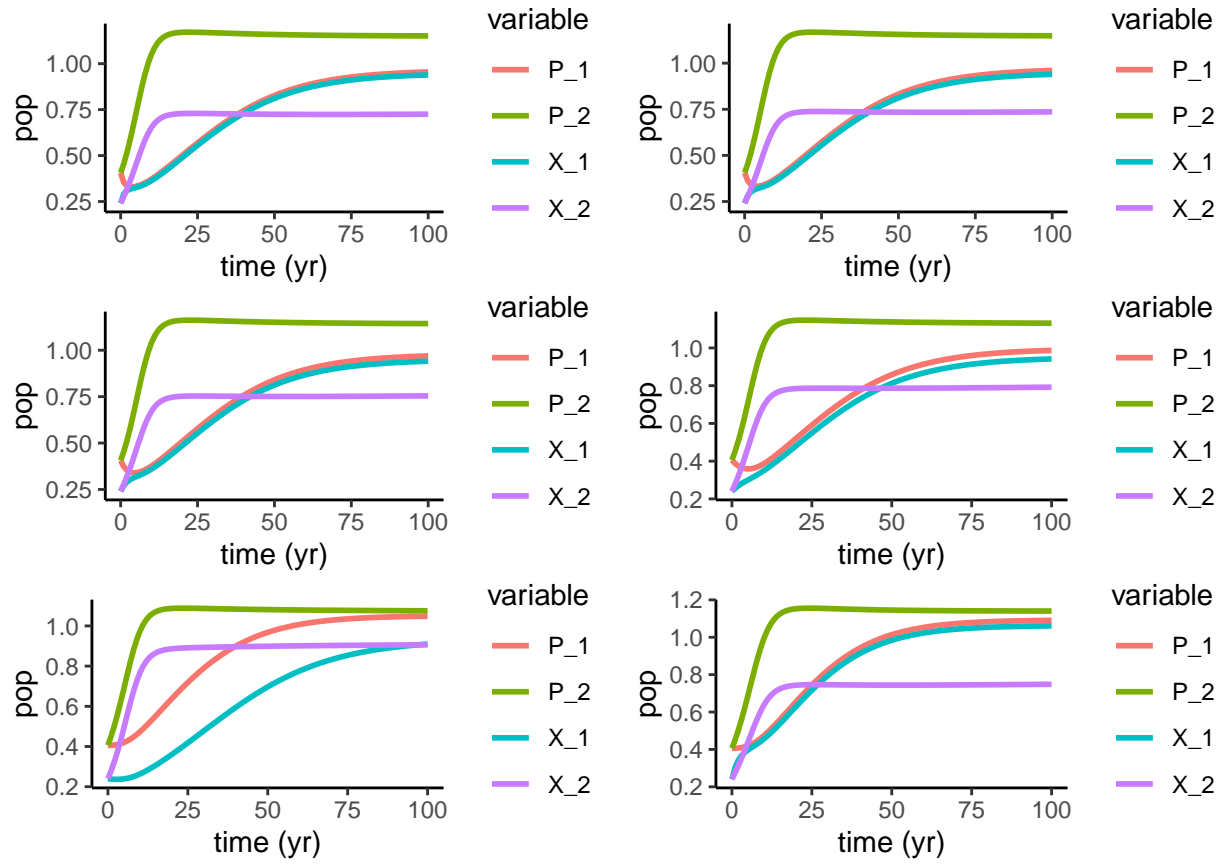 variable
pop
1.00
0.75
0.50
0.25
0 25 50 75 100
time (yr)
P_1
P_2
X_1
X_2
variable
pop
1.00
0.75
0.50
0.25
0 25 50 75 100
time (yr)
P_1
P_2
X_1
X_2
variable
pop
1.00
0.75
0.50
0.25
0 25 50 75 100
time (yr)
P_1
P_2
X_1
X_2
variable
pop
1.0
0.8
0.6
0.4
0.2
0 25 50 75 100
time (yr)
P_1
P_2
X_1
X_2
variable
pop
1.0
0.8
0.6
0.4
0.2
0 25 50 75 100
time (yr)
P_1
P_2
X_1
X_2
variable
pop
1.2
1.0
0.8
0.6
0.4
0.2
0 25 50 75 100
time (yr)
P_1
P_2
X_1
X_2